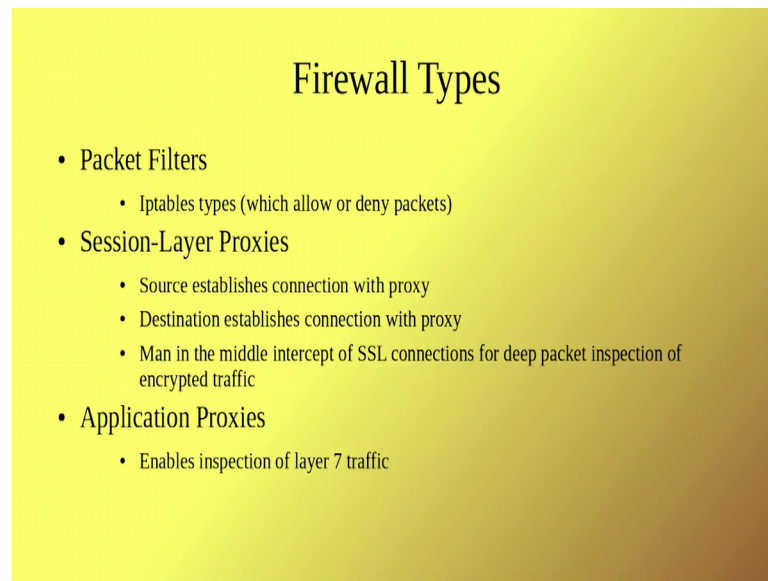 Firewall Types
• Packet Filters
• Iptables types (which allow or deny packets)
• Session-Layer Proxies
• Source establishes connection with proxy
• Destination establishes connection with proxy
• Man in the middle intercept of SSL connections for deep packet inspection of
encrypted traffic
• Application Proxies
• Enables inspection of layer 7 traffic